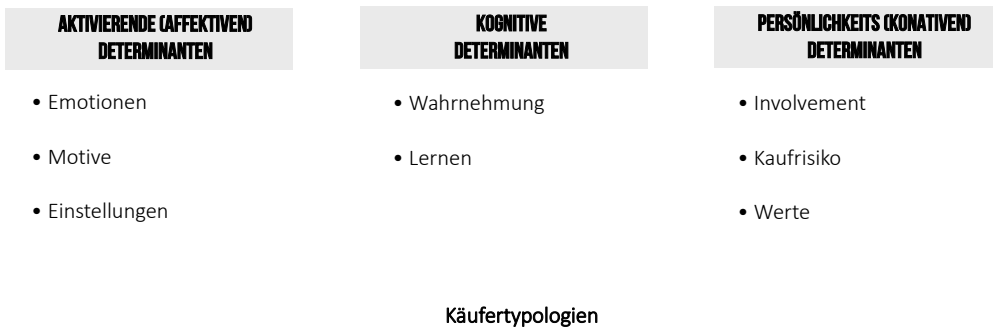 AKTIVIERENDE (AFFEKTIVEN)
DETERMINANTEN
• Emotionen
• Motive
• Einstellungen
KOGNITIVE
DETERMINANTEN
• Wahrnehmung
• Lernen
PERSÖNLICHKEITS (KONATIVEN)
DETERMINANTEN
• Involvement
• Kaufrisiko
• Werte
Käufertypologien